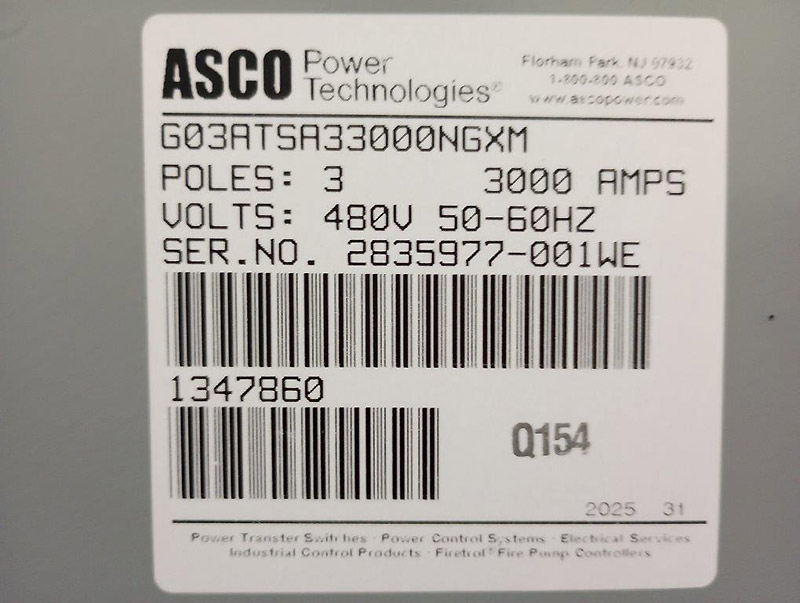 ASCO Power Technologies®
Florham Park, NJ 07932
1-800-800 ASCO
www.ascopower.com
G03ATSA33000NGXM
POLES: 3 3000 AMPS
VOLTS: 480V 50-60HZ
SER.NO. 2835977-001WE
1347860
Q154
2025 31
Power Transfer Switches · Power Control Systems · Electrical Services
Industrial Control Products · Firetrol® Fire Pump Controllers